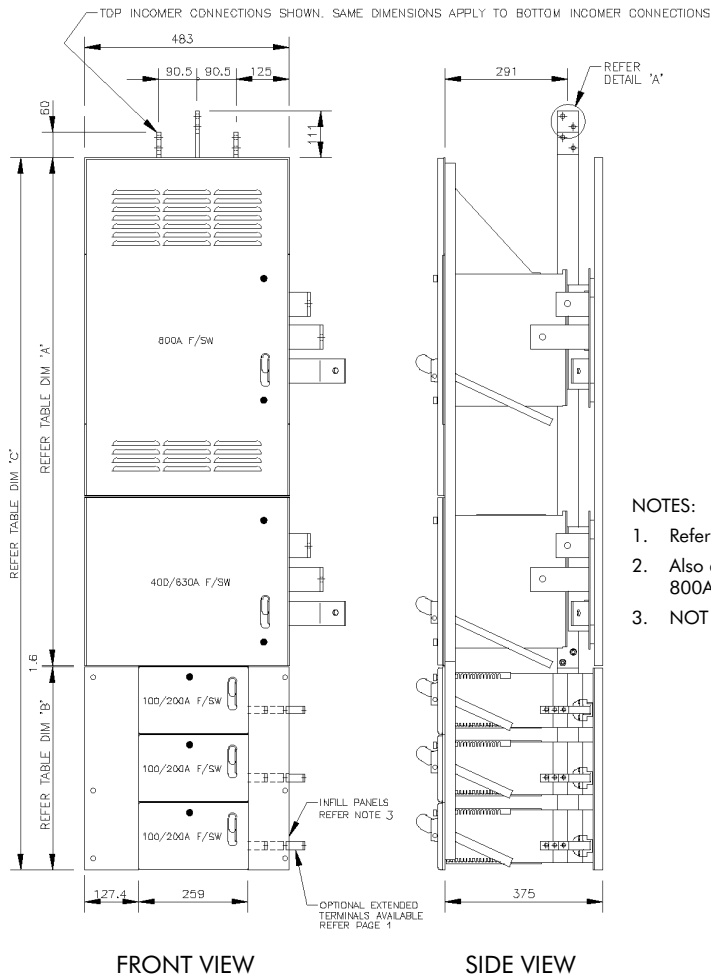 TOP INCOMER CONNECTIONS SHOWN. SAME DIMENSIONS APPLY TO BOTTOM INCOMER CONNECTIONS
483
90.5
90.5
125
60
111
291
REFER
DETAIL 'A'
800A F/SW
REFER TABLE DIM 'A'
REFER TABLE DIM 'C'
400/630A F/SW
NOTES:
1. Refer
2. Also
800A
3. NOT
1.6
REFER TABLE DIM 'B'
100/200A F/SW
100/200A F/SW
100/200A F/SW
INFILL PANELS
REFER NOTE 3
OPTIONAL EXTENDED
TERMINALS AVAILABLE
REFER PAGE 1
127.4
259
375
FRONT VIEW
SIDE VIEW